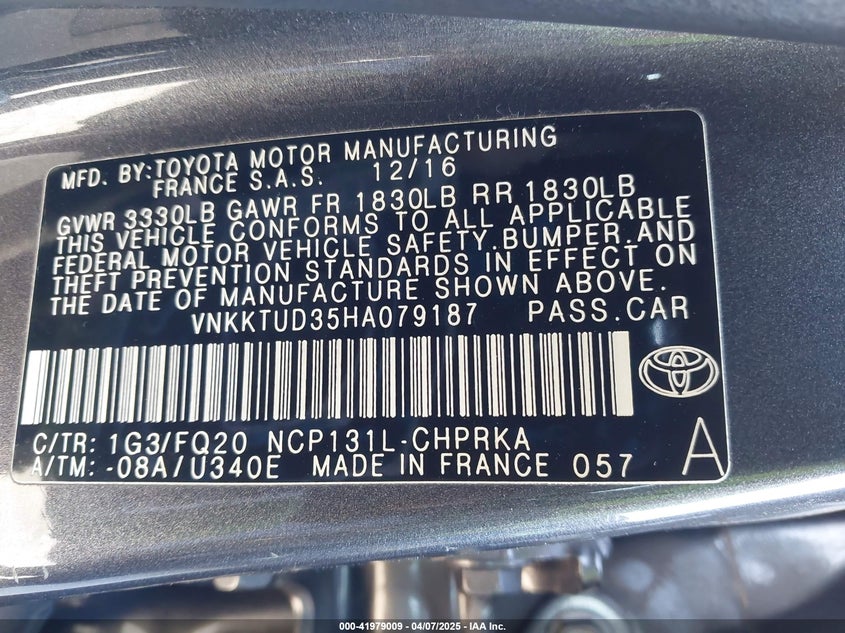 MFD. BY:TOYOTA MOTOR MANUFACTURING
FRANCE S.A.S. 12/16
GVWR 3330LB GAWR FR 1830LB RR 1830LB
THIS VEHICLE CONFORMS TO ALL APPLICABLE
FEDERAL MOTOR VEHICLE SAFETY,BUMPER,AND
THEFT PREVENTION STANDARDS IN EFFECT ON
THE DATE OF MANUFACTURE SHOWN ABOVE.
VNKKTUD35HA079187 PASS.CAR
C/TR: 1G3/FQ20 NCP131L-CHPRKA
A/TM: -08A/U340E MADE IN FRANCE 057 A
000-41979009 - 04/07/2025 - IAA Inc.